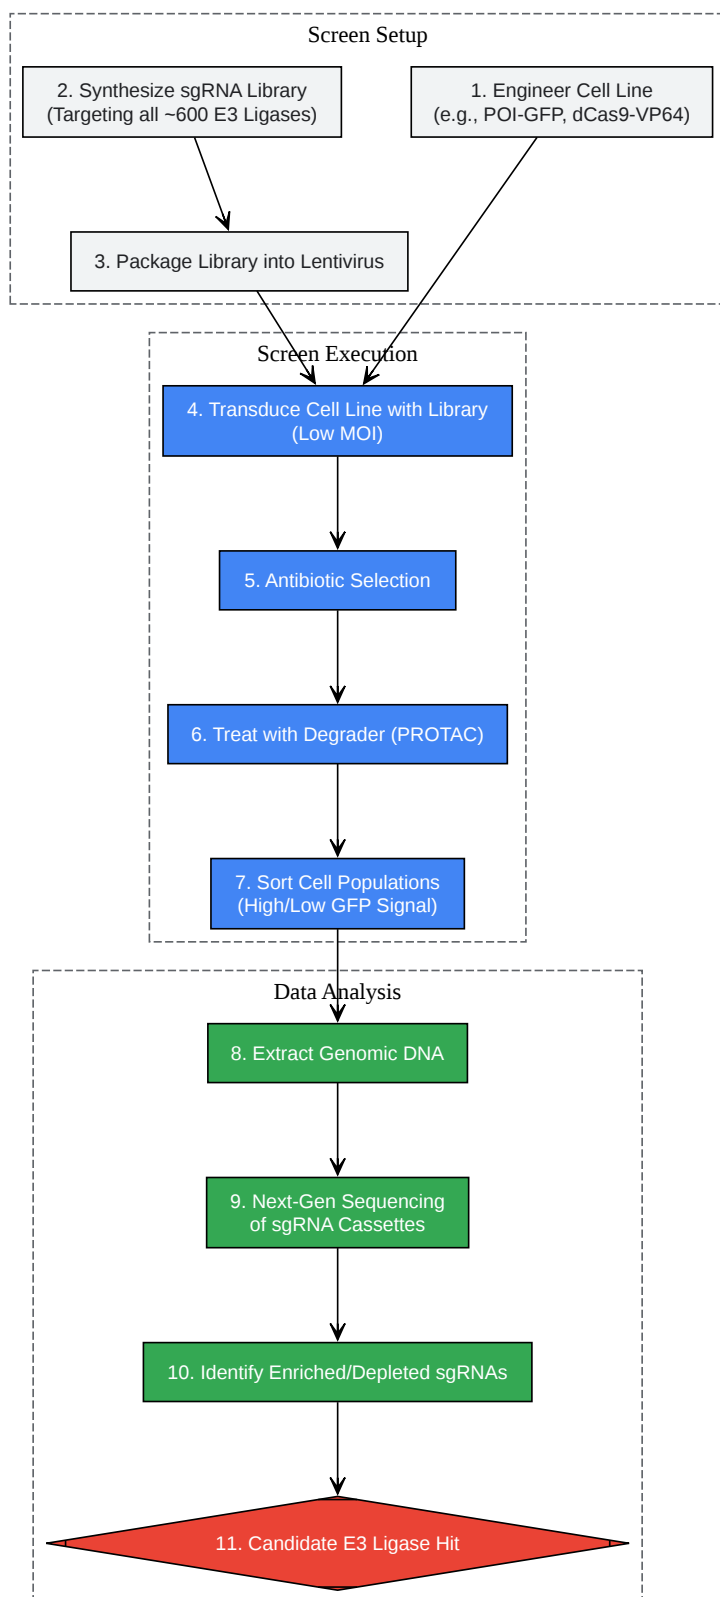 Screen Setup
2. Synthesize sgRNA Library
(Targeting all ~600 E3 Ligases)
1. Engineer Cell Line
(e.g., POI-GFP, dCas9-VP64)
3. Package Library into Lentivirus
Screen Execution
4. Transduce Cell Line with Library
(Low MOI)
5. Antibiotic Selection
6. Treat with Degrader (PROTAC)
7. Sort Cell Populations
(High/Low GFP Signal)
Data Analysis
8. Extract Genomic DNA
9. Next-Gen Sequencing
of sgRNA Cassettes
10. Identify Enriched/Depleted sgRNAs
11. Candidate E3 Ligase Hit